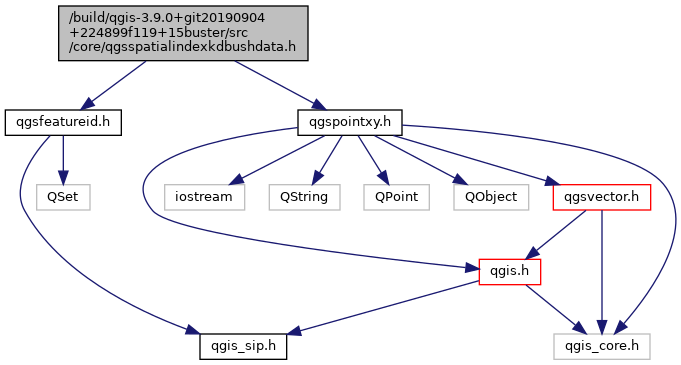 /build/qgis-3.9.0+git20190904
+224899f119+15buster/src
/core/qgsspatialindexkdbushdata.h
qgsfeatureid.h
qgspointxy.h
QSet
iostream
QString
QPoint
QObject
qgsvector.h
qgis.h
qgis_sip.h
qgis_core.h